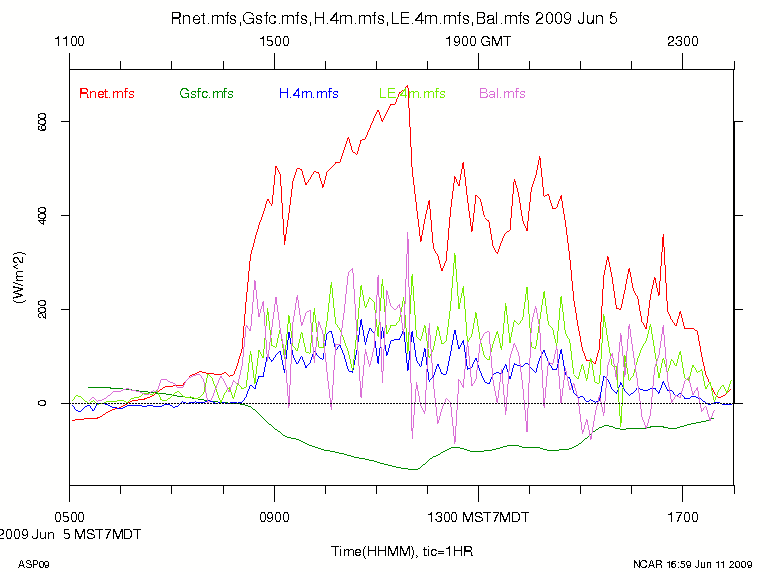 Rnet.mfs,Gsfc.mfs,H.4m.mfs,LE.4m.mfs,Bal.mfs 2009 Jun 5
1100 1500 1900 GMT 2300
Rnet.mfs Gsfc.mfs H.4m.mfs LE.4m.mfs Bal.mfs
600
400
(W/m^2)
200
0
0500 0900 1300 MST7MDT 1700
2009 Jun 5 MST7MDT
Time(HHMM), tic=1HR
ASP09 NCAR 16:59 Jun 11 2009